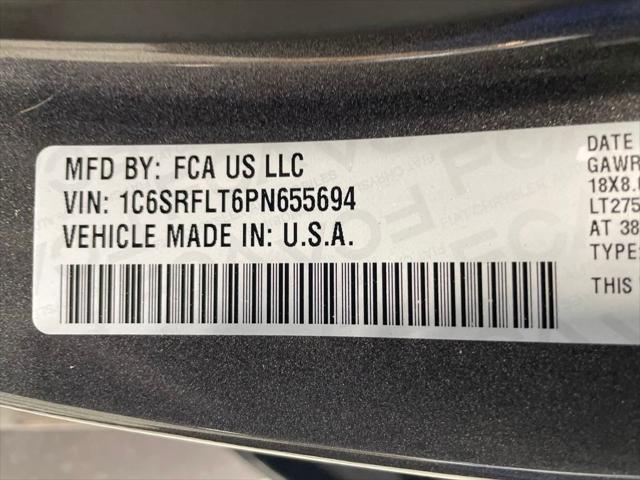 MFD BY: FCA US LLC
VIN: 1C6SRFLT6PN655694
VEHICLE MADE IN: U.S.A.
DATE
GAWR
18X8.
LT275
AT 38
TYPE:
THIS